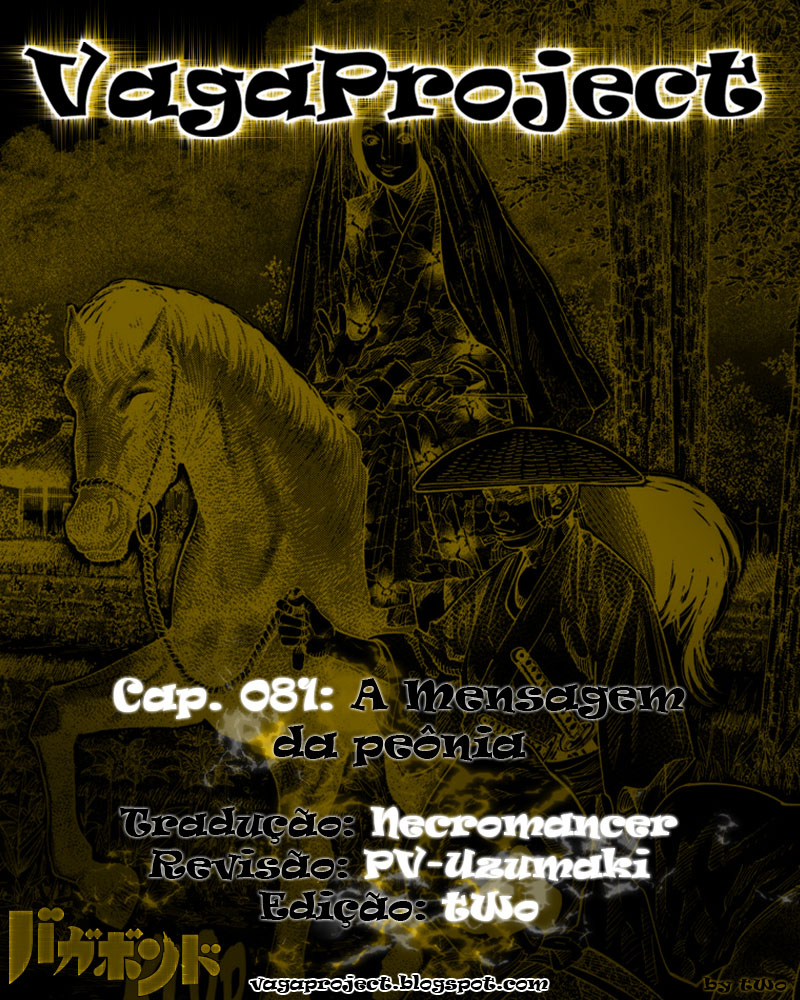 VagaProject
Cap. 081: A Mensagem
da peônia
Tradução: Necromancer
Revisão: PV-Uzumaki
Edição: tWo
バガボンド
vagaproject.blogspot.com
by tWo